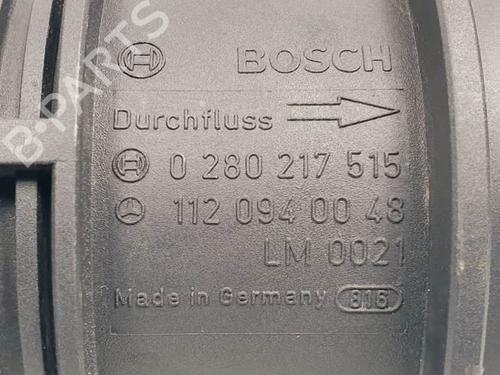 BOSCH
Durchfluss
0 280 217 515
112 094 00 48
LM 0021
Made in Germany 816
B-PARTS